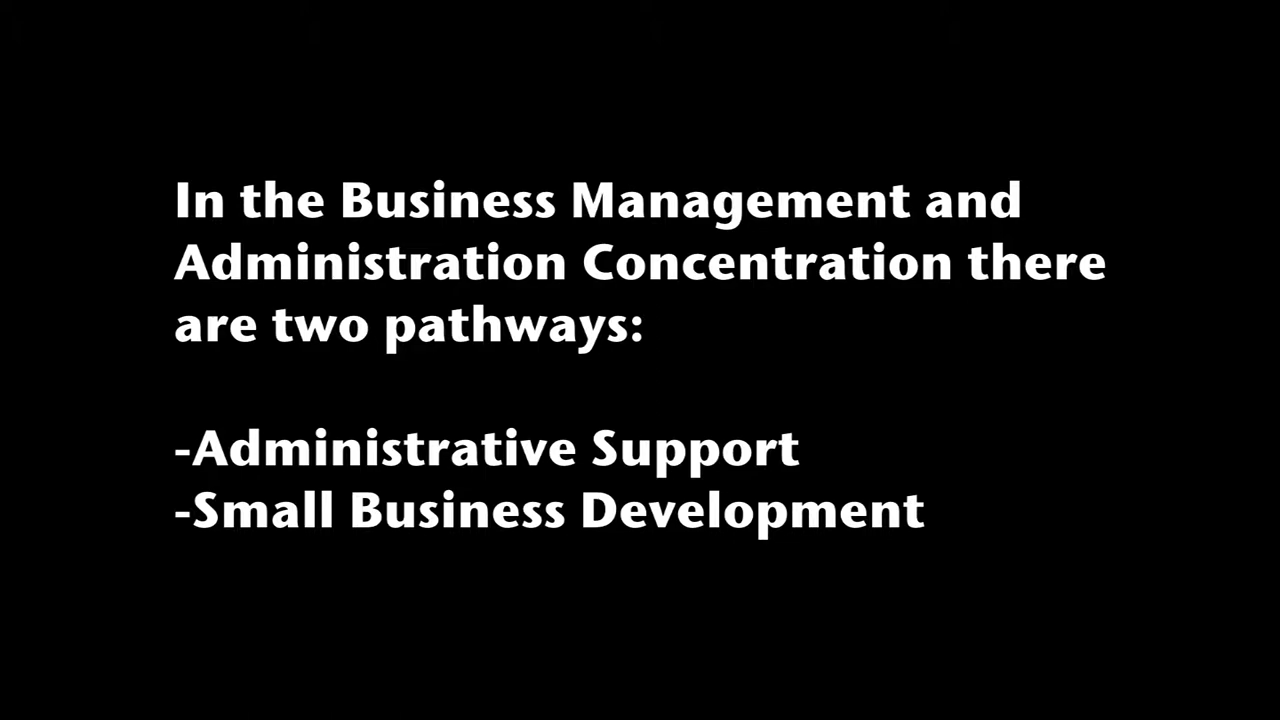 In the Business Management and
Administration Concentration there
are two pathways:
-Administrative Support
-Small Business Development